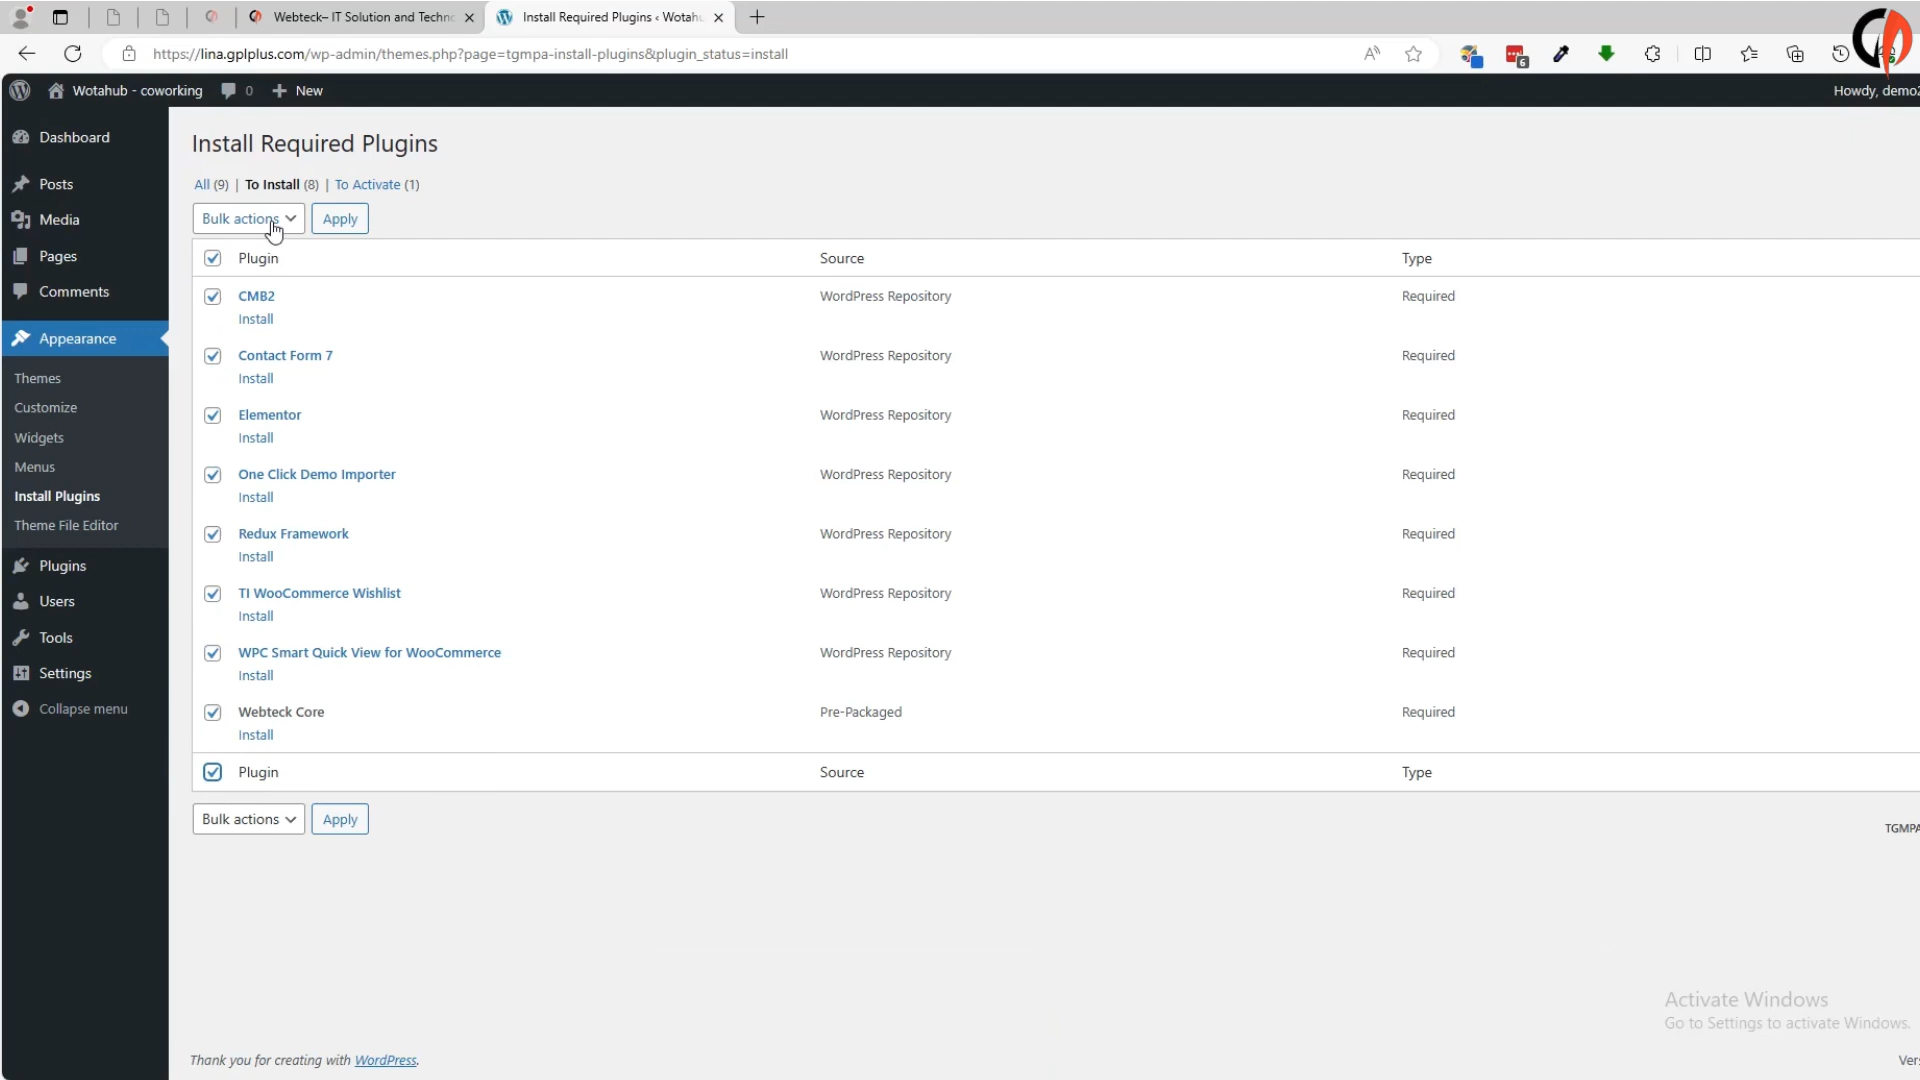 Webteck– IT Solution and Techno
Install Required Plugins ‹ Wotahu
https://lina.gplplus.com/wp-admin/themes.php?page=tgmpa-install-plugins&plugin_status=install
6
Wotahub - coworking
0
New
Howdy, demo2
Dashboard
Posts
Media
Pages
Comments
Appearance
Themes
Customize
Widgets
Menus
Install Plugins
Theme File Editor
Plugins
Users
Tools
Settings
Collapse menu
Install Required Plugins
All (9) | To Install (8) | To Activate (1)
Bulk actions Apply
Plugin Source Type
CMB2 WordPress Repository Required
Install
Contact Form 7 WordPress Repository Required
Install
Elementor WordPress Repository Required
Install
One Click Demo Importer WordPress Repository Required
Install
Redux Framework WordPress Repository Required
Install
TI WooCommerce Wishlist WordPress Repository Required
Install
WPC Smart Quick View for WooCommerce WordPress Repository Required
Install
Webteck Core Pre-Packaged Required
Install
Plugin Source Type
Bulk actions Apply
TGMPA
Activate Windows
Go to Settings to activate Windows.
Thank you for creating with WordPress.
Vers